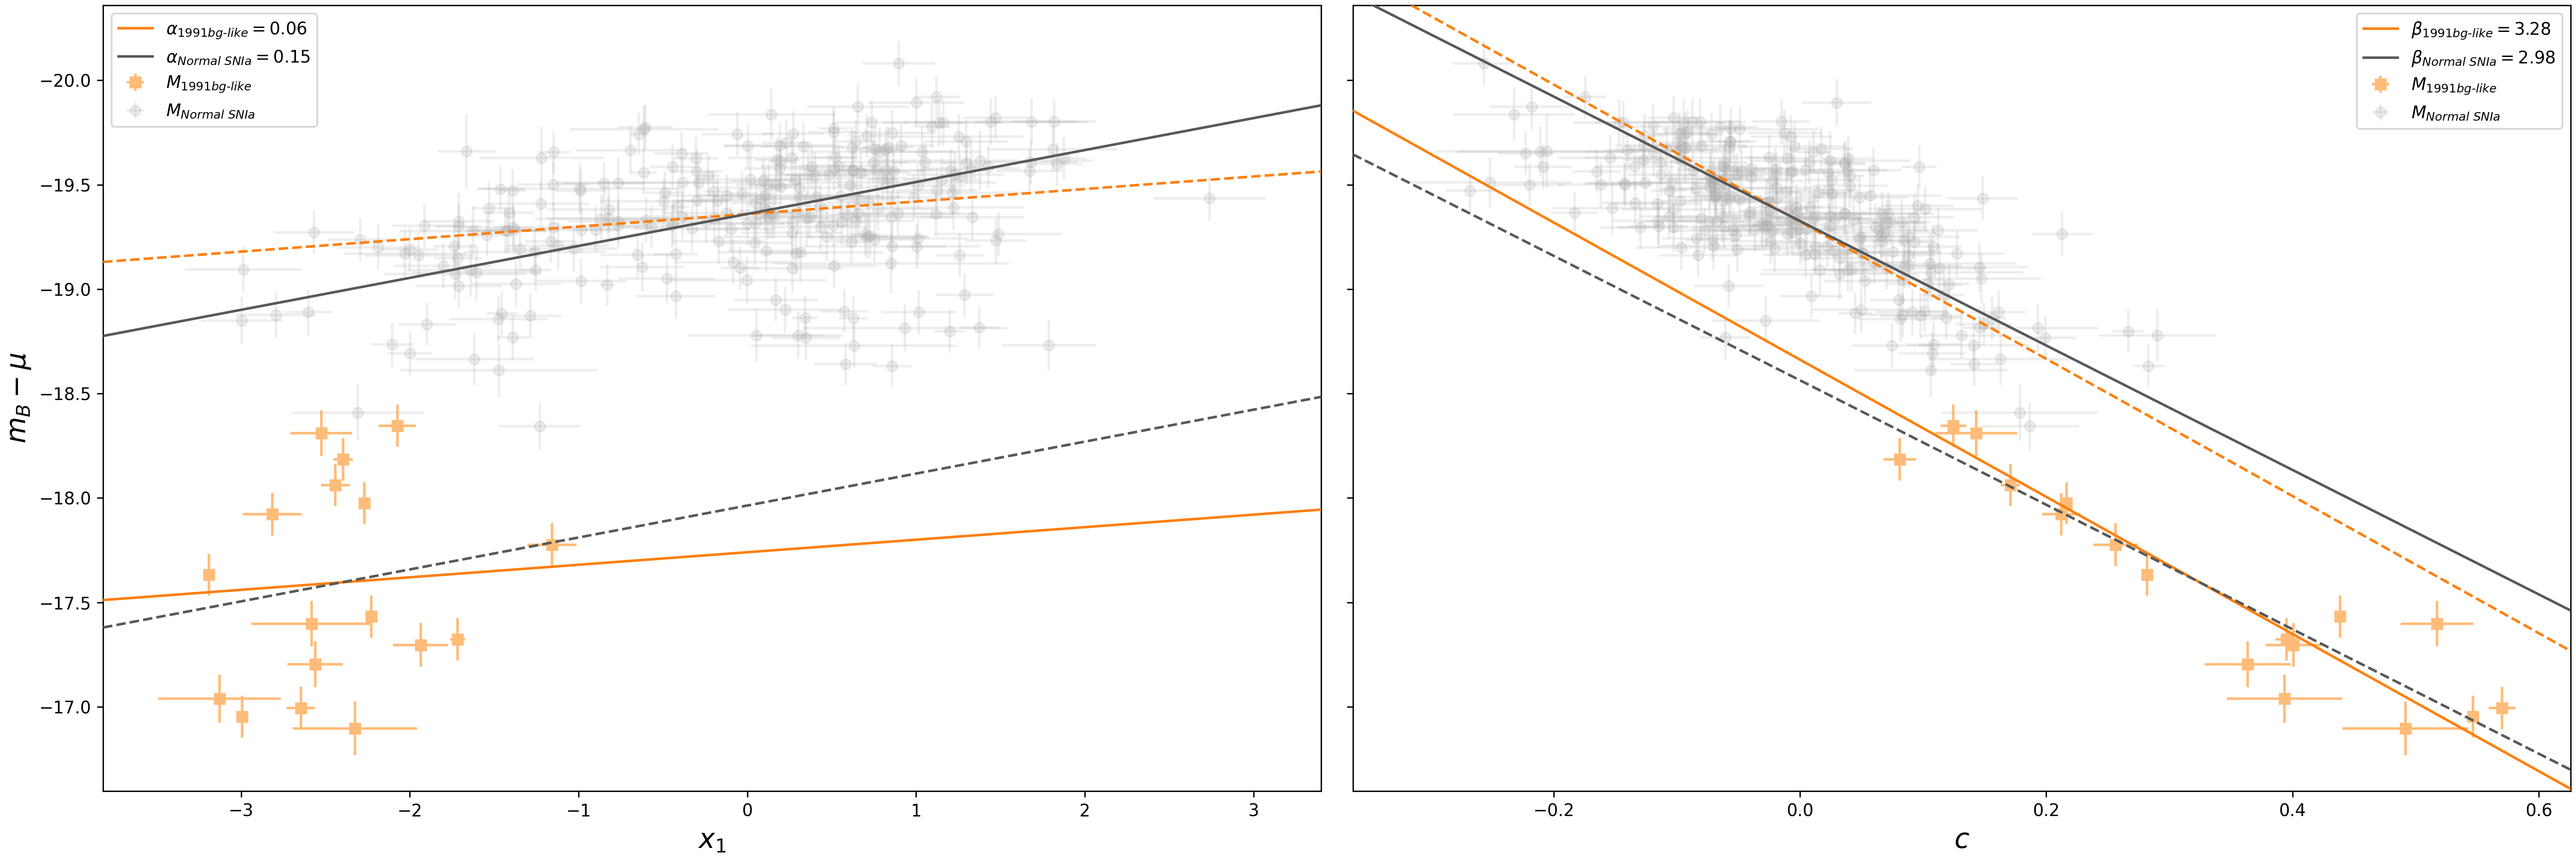 α1991bg-like = 0.06
αNormal SNIa = 0.15
M1991bg-like
MNormal SNIa
β1991bg-like = 3.28
βNormal SNIa = 2.98
M1991bg-like
MNormal SNIa
−20.0
−19.5
−19.0
−18.5
−18.0
−17.5
−17.0
mB − μ
−3 −2 −1 0 1 2 3
x1
−0.2 0.0 0.2 0.4 0.6
c